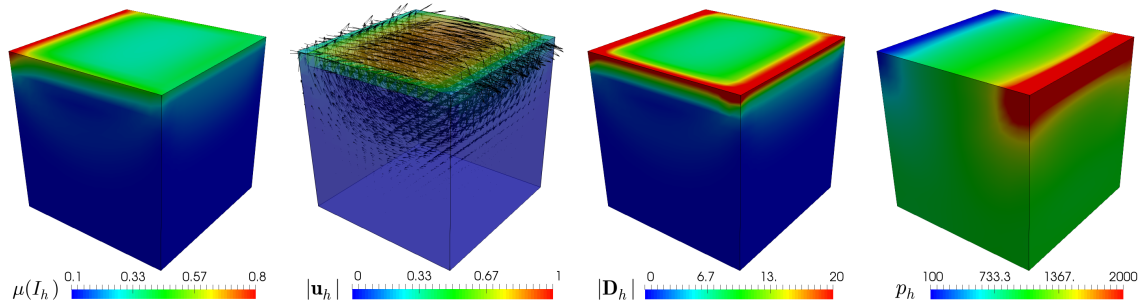 μ(I_h) 0.1 0.33 0.57 0.8
|u_h| 0 0.33 0.67 1
|D_h| 0 6.7 13. 20
p_h 100 733.3 1367. 2000